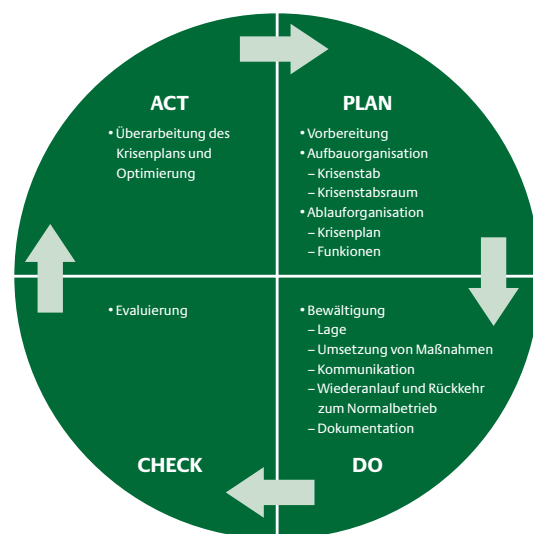 ACT
• Überarbeitung des
Krisenplans und
Optimierung
PLAN
• Vorbereitung
• Aufbauorganisation
– Krisenstab
– Krisenstabsraum
• Ablauforganisation
– Krisenplan
– Funkionen
• Evaluierung
CHECK
• Bewältigung
– Lage
– Umsetzung von Maßnahmen
– Kommunikation
– Wiederanlauf und Rückkehr
zum Normalbetrieb
– Dokumentation
DO